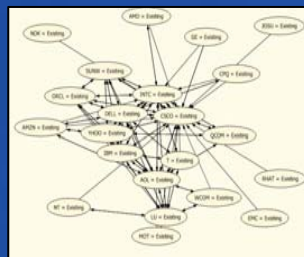 AMD = Existing
NOK = Existing
GE = Existing
JDSU = Existing
SUNW = Existing
CPQ = Existing
INTC = Existing
ORCL = Existing
DELL = Existing
CSCO = Existing
AMZN = Existing
YHOO = Existing
QCOM = Existing
IBM = Existing
T = Existing
AOL = Existing
RHAT = Existing
WCOM = Existing
NT = Existing
LU = Existing
EMC = Existing
MOT = Existing